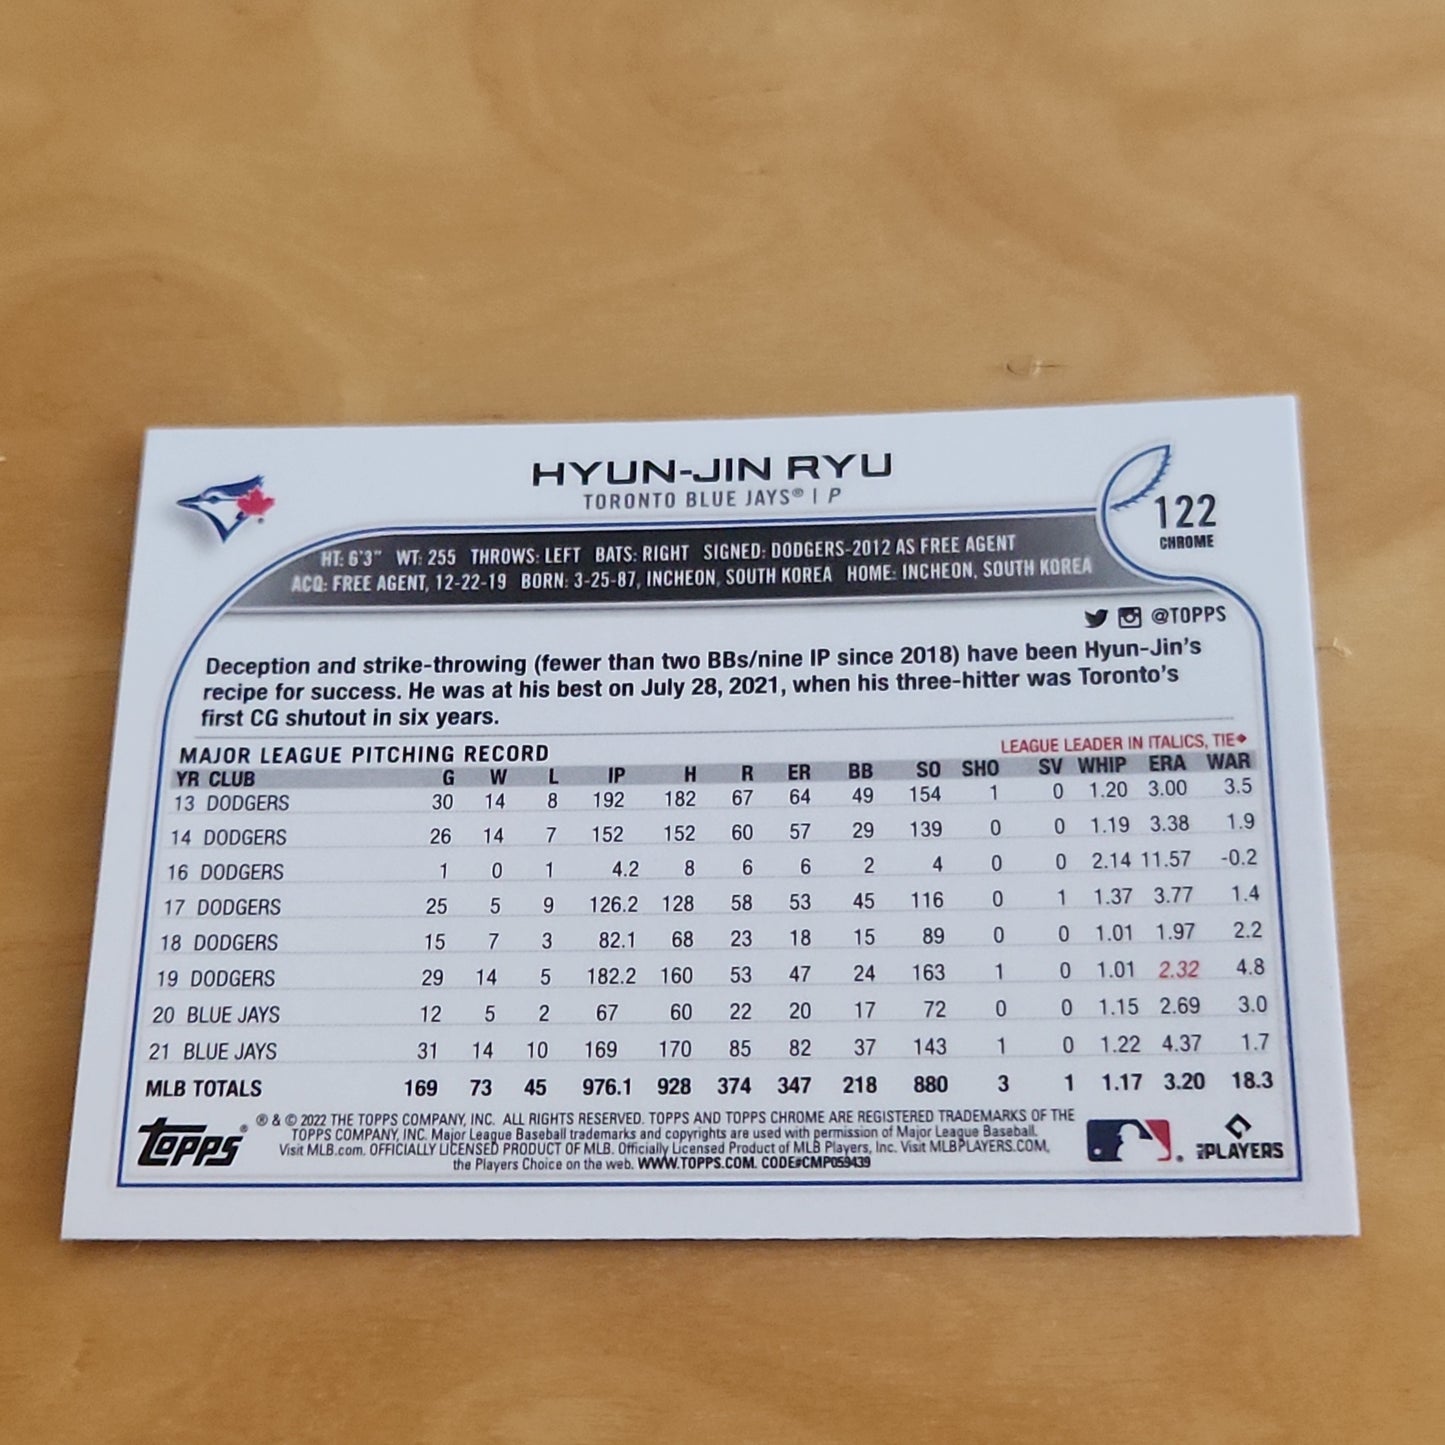 HYUN-JIN RYU
TORONTO BLUE JAYS® | P
122
CHROME
HT: 6'3" WT: 255 THROWS: LEFT BATS: RIGHT SIGNED: DODGERS-2012 AS FREE AGENT
ACQ: FREE AGENT, 12-22-19 BORN: 3-25-87, INCHEON, SOUTH KOREA HOME: INCHEON, SOUTH KOREA
@TOPPS
Deception and strike-throwing (fewer than two BBs/nine IP since 2018) have been Hyun-Jin's
recipe for success. He was at his best on July 28, 2021, when his three-hitter was Toronto's
first CG shutout in six years.
MAJOR LEAGUE PITCHING RECORD LEAGUE LEADER IN ITALICS, TIE◆
YR CLUB G W L IP H R ER BB SO SHO SV WHIP ERA WAR
13 DODGERS 30 14 8 192 182 67 64 49 154 1 0 1.20 3.00 3.5
14 DODGERS 26 14 7 152 152 60 57 29 139 0 0 1.19 3.38 1.9
16 DODGERS 1 0 1 4.2 8 6 6 2 4 0 0 2.14 11.57 -0.2
17 DODGERS 25 5 9 126.2 128 58 53 45 116 0 1 1.37 3.77 1.4
18 DODGERS 15 7 3 82.1 68 23 18 15 89 0 0 1.01 1.97 2.2
19 DODGERS 29 14 5 182.2 160 53 47 24 163 1 0 1.01 2.32 4.8
20 BLUE JAYS 12 5 2 67 60 22 20 17 72 0 0 1.15 2.69 3.0
21 BLUE JAYS 31 14 10 169 170 85 82 37 143 1 0 1.22 4.37 1.7
MLB TOTALS 169 73 45 976.1 928 374 347 218 880 3 1 1.17 3.20 18.3
TOPPS®
® & © 2022 THE TOPPS COMPANY, INC. ALL RIGHTS RESERVED. TOPPS AND TOPPS CHROME ARE REGISTERED TRADEMARKS OF THE
TOPPS COMPANY, INC. Major League Baseball trademarks and copyrights are used with permission of Major League Baseball.
Visit MLB.com. OFFICIALLY LICENSED PRODUCT OF MLB. Officially Licensed Product of MLB Players, Inc. Visit MLBPLAYERS.COM,
the Players Choice on the web. WWW.TOPPS.COM. CODE#CMP059439
MLB PLAYERS